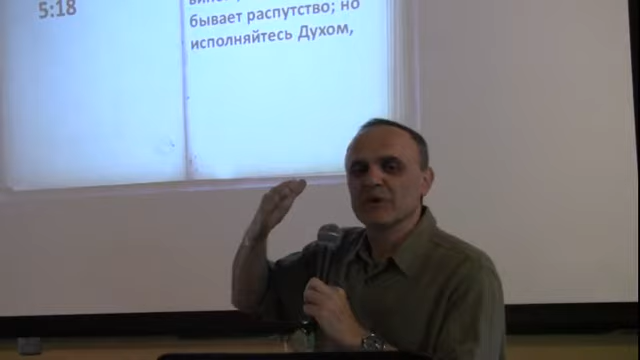 5:18
бывает распутство; но
исполняйтесь Духом,